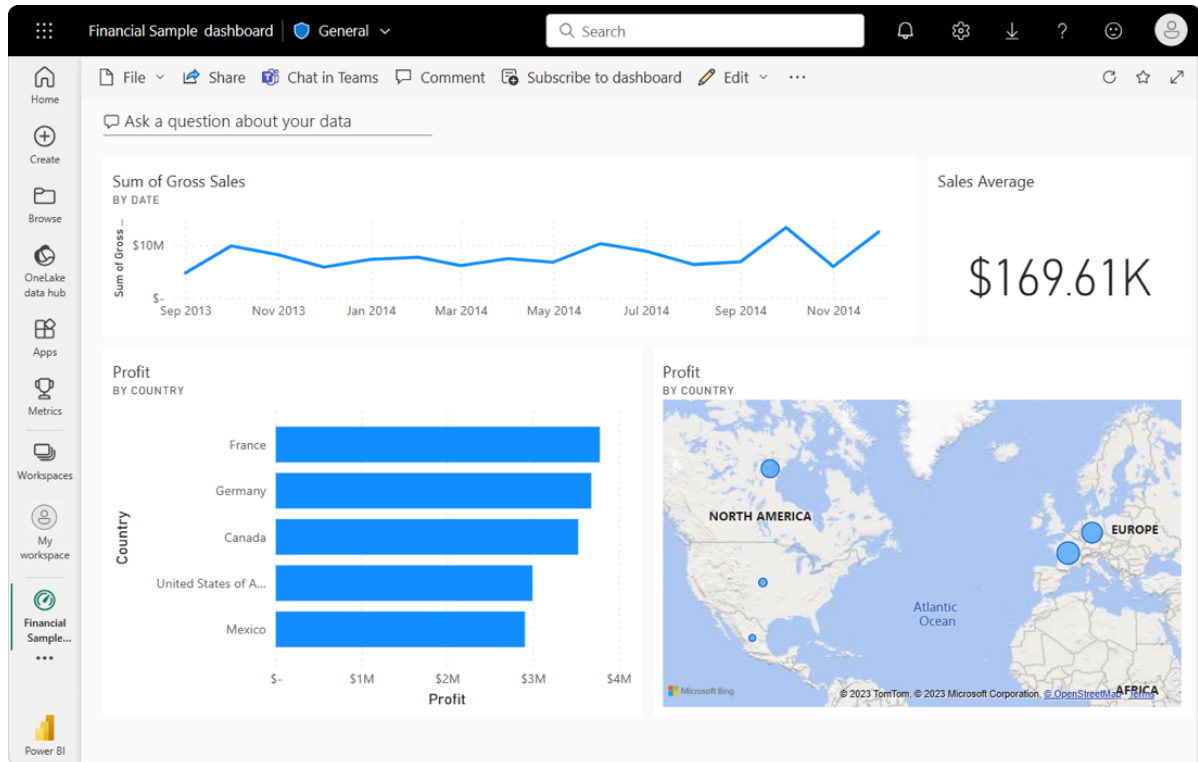 Financial Sample dashboard General Search
File Share Chat in Teams Comment Subscribe to dashboard Edit
Home
Create
Browse
OneLake
data hub
Apps
Metrics
Workspaces
My
workspace
Financial
Sample...
Power BI
Ask a question about your data
Sum of Gross Sales
BY DATE
Sum of Gross ...
$10M
$-
Sep 2013 Nov 2013 Jan 2014 Mar 2014 May 2014 Jul 2014 Sep 2014 Nov 2014
Sales Average
$169.61K
Profit
BY COUNTRY
Country
France
Germany
Canada
United States of A...
Mexico
$- $1M $2M $3M $4M
Profit
Profit
BY COUNTRY
NORTH AMERICA
EUROPE
Atlantic
Ocean
AFRICA
Microsoft Bing
© 2023 TomTom, © 2023 Microsoft Corporation, © OpenStreetMap Terms